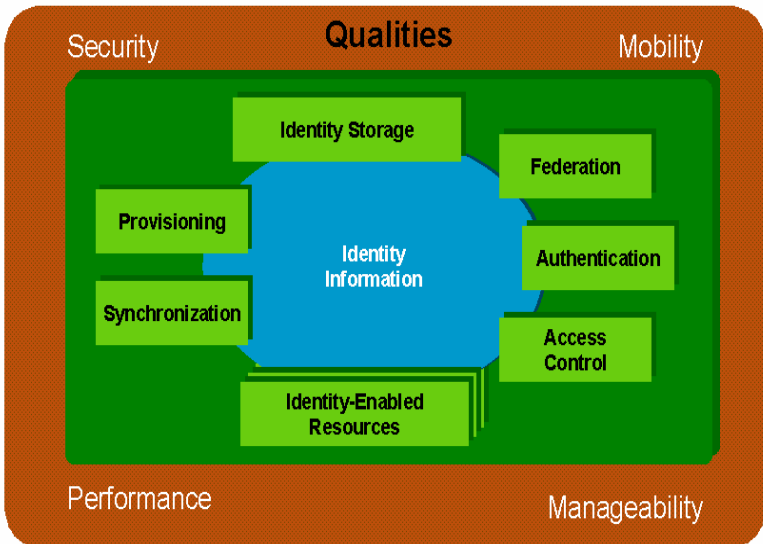 Qualities
Security
Mobility
Identity Storage
Federation
Provisioning
Identity
Information
Authentication
Synchronization
Access
Control
Identity-Enabled
Resources
Performance
Manageability